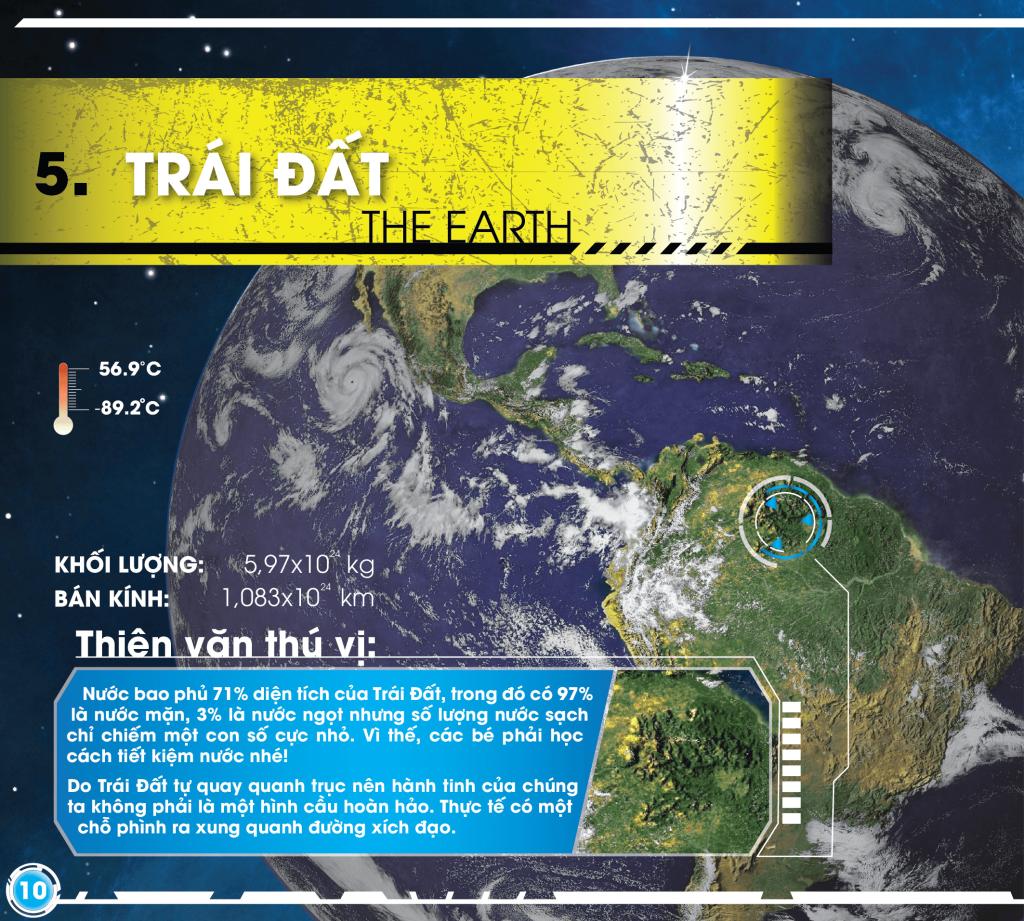 5. TRÁI ĐẤT
THE EARTH
56.9°C
-89.2°C
KHỐI LƯỢNG: 5,97x10²⁴ kg
BÁN KÍNH: 1,083x10²⁴ km
Thiên văn thú vị:
Nước bao phủ 71% diện tích của Trái Đất, trong đó có 97%
là nước mặn, 3% là nước ngọt nhưng số lượng nước sạch
chỉ chiếm một con số cực nhỏ. Vì thế, các bé phải học
cách tiết kiệm nước nhé!
Do Trái Đất tự quay quanh trục nên hành tinh của chúng
ta không phải là một hình cầu hoàn hảo. Thực tế có một
chỗ phình ra xung quanh đường xích đạo.
10